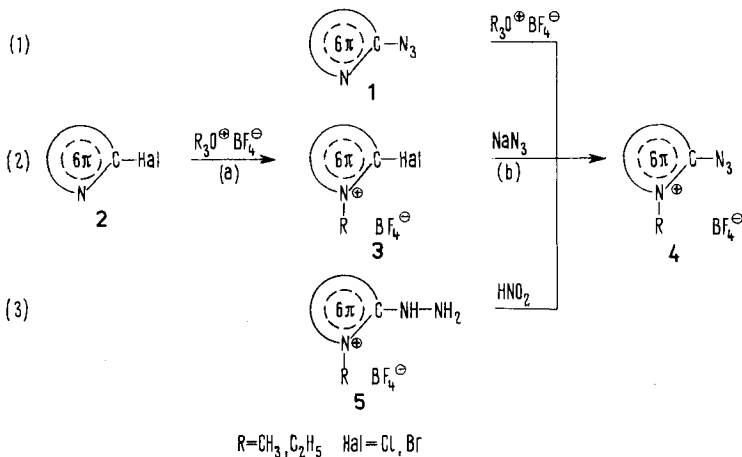 (1) 6π C–N₃ N 1 R₃O⊕ BF₄⊖
(2) 6π C–Hal N 2 R₃O⊕ BF₄⊖ (a) 6π C–Hal N⊕ R BF₄⊖ 3 NaN₃ (b) 6π C–N₃ N⊕ R BF₄⊖ 4
(3) 6π C–NH–NH₂ N⊕ R BF₄⊖ 5 HNO₂
R=CH₃,C₂H₅ Hal=Cl,Br